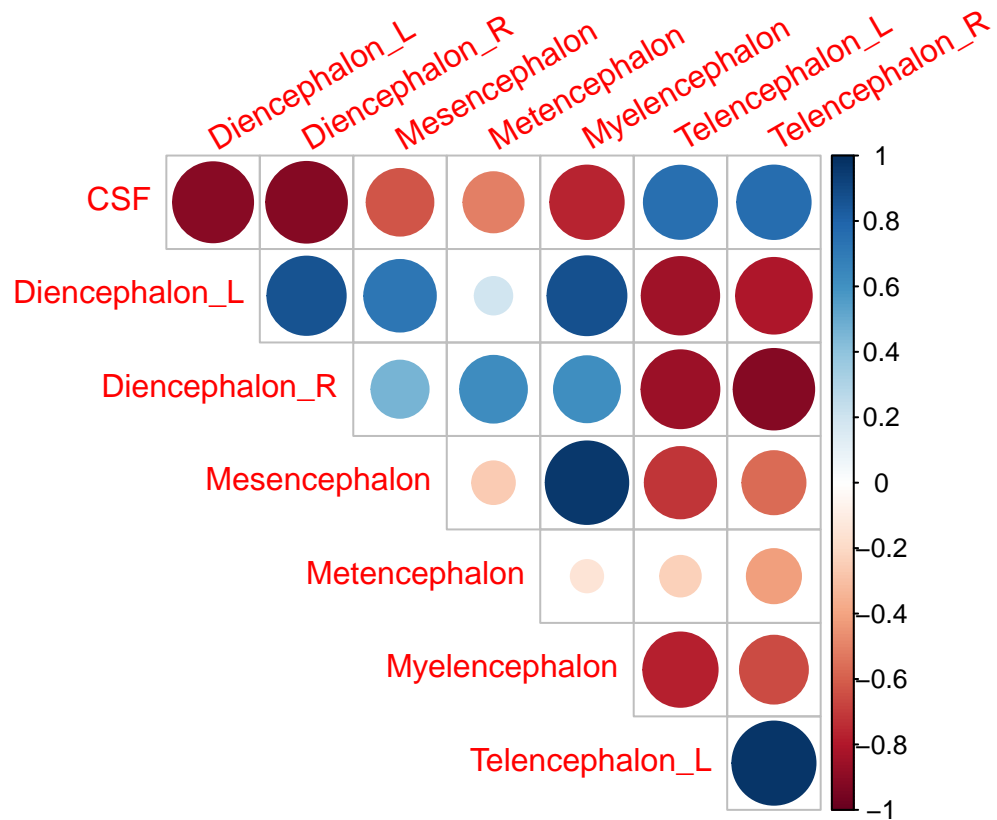 Diencephalon_L
Diencephalon_R
Mesencephalon
Metencephalon
Myelencephalon
Telencephalon_L
Telencephalon_R
CSF
Diencephalon_L
Diencephalon_R
Mesencephalon
Metencephalon
Myelencephalon
Telencephalon_L
1
0.8
0.6
0.4
0.2
0
−0.2
−0.4
−0.6
−0.8
−1